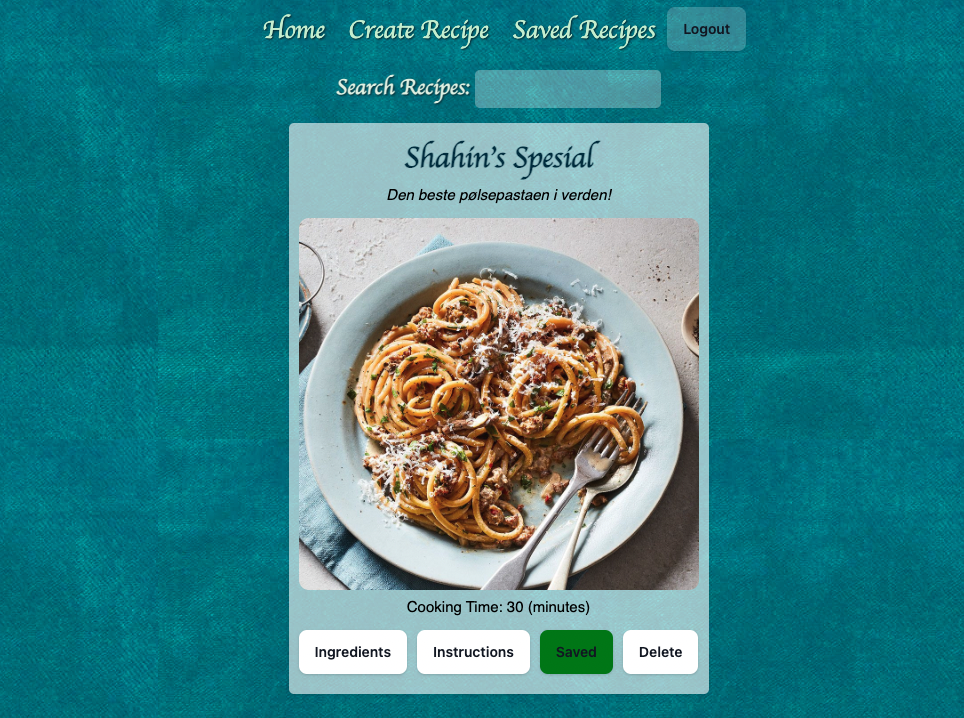 Home Create Recipe Saved Recipes Logout
Search Recipes:
Shahin's Spesial
Den beste pølsepastaen i verden!
Cooking Time: 30 (minutes)
Ingredients Instructions Saved Delete